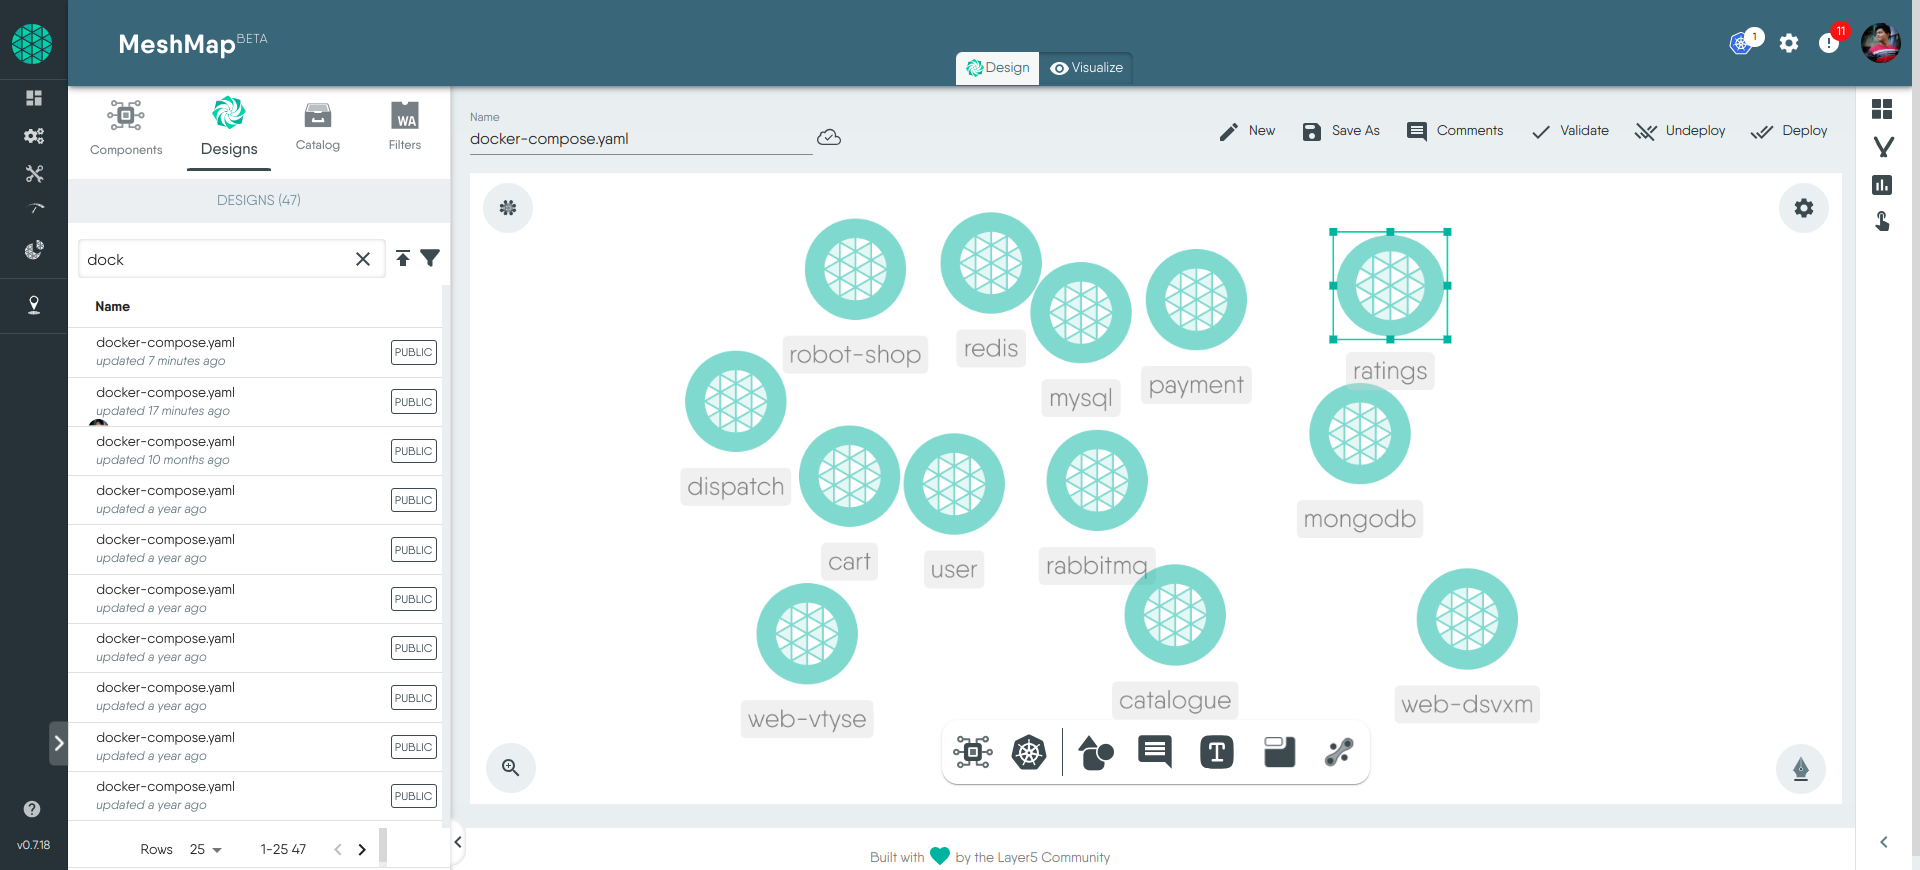 MeshMap BETA
1
11
Design
Visualize
Components
Designs
Catalog
WA
Filters
DESIGNS (47)
dock
Name
docker-compose.yaml
updated 7 minutes ago
PUBLIC
docker-compose.yaml
updated 17 minutes ago
PUBLIC
docker-compose.yaml
updated 10 months ago
PUBLIC
docker-compose.yaml
updated a year ago
PUBLIC
docker-compose.yaml
updated a year ago
PUBLIC
docker-compose.yaml
updated a year ago
PUBLIC
docker-compose.yaml
updated a year ago
PUBLIC
docker-compose.yaml
updated a year ago
PUBLIC
docker-compose.yaml
updated a year ago
PUBLIC
docker-compose.yaml
updated a year ago
PUBLIC
Rows 25 1-25 47
v0.7.18
Name
docker-compose.yaml
New
Save As
Comments
Validate
Undeploy
Deploy
robot-shop
redis
mysql
payment
ratings
dispatch
cart
user
rabbitmq
mongodb
web-vtyse
catalogue
web-dsvxm
T
Built with by the Layer5 Community